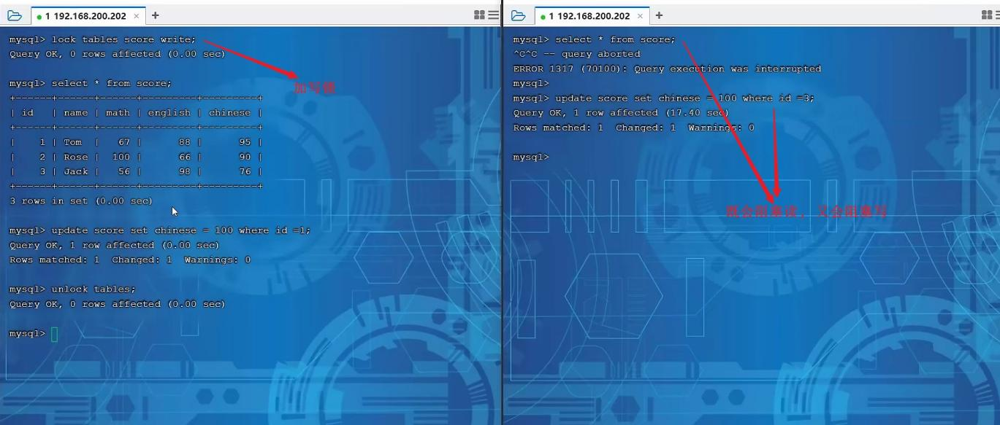 1 192.168.200.202 × +
mysql> lock tables score write;
Query OK, 0 rows affected (0.00 sec)
加写锁
mysql> select * from score;
+------+------+------+---------+---------+
| id   | name | math | english | chinese |
+------+------+------+---------+---------+
|    1 | Tom  |   67 |      88 |      95 |
|    2 | Rose |  100 |      66 |      90 |
|    3 | Jack |   56 |      98 |      76 |
+------+------+------+---------+---------+
3 rows in set (0.00 sec)
mysql> update score set chinese = 100 where id =1;
Query OK, 1 row affected (0.00 sec)
Rows matched: 1  Changed: 1  Warnings: 0
mysql> unlock tables;
Query OK, 0 rows affected (0.00 sec)
mysql>
1 192.168.200.202 × +
mysql> select * from score;
^C^C -- query aborted
ERROR 1317 (70100): Query execution was interrupted
mysql>
mysql> update score set chinese = 100 where id =3;
Query OK, 1 row affected (17.40 sec)
Rows matched: 1  Changed: 1  Warnings: 0
mysql>
既会阻塞读，又会阻塞写